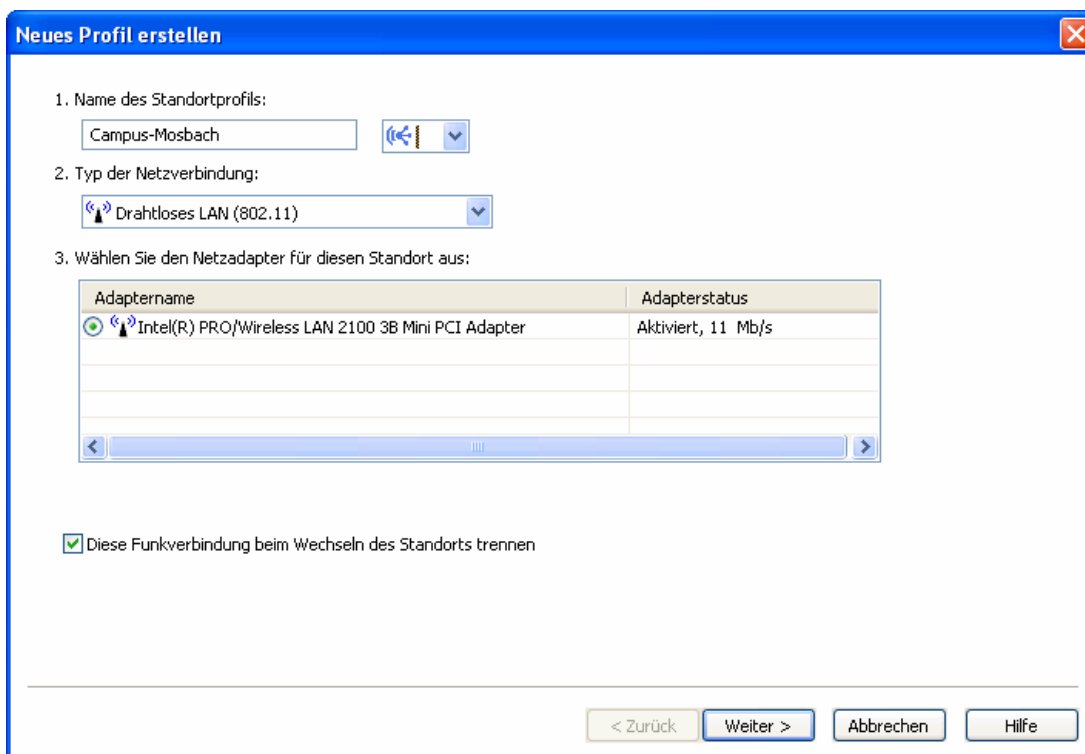 Neues Profil erstellen
1. Name des Standortprofils:
Campus-Mosbach
2. Typ der Netzverbindung:
Drahtloses LAN (802.11)
3. Wählen Sie den Netzadapter für diesen Standort aus:
Adaptername Adapterstatus
Intel(R) PRO/Wireless LAN 2100 3B Mini PCI Adapter Aktiviert, 11 Mb/s
Diese Funkverbindung beim Wechseln des Standorts trennen
< Zurück Weiter > Abbrechen Hilfe